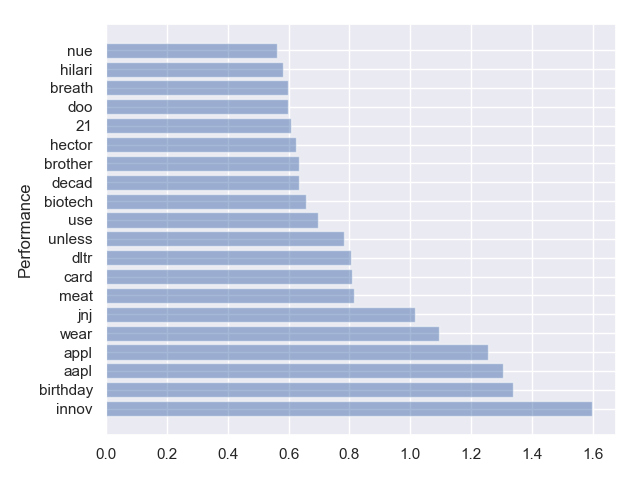 nue
hilari
breath
doo
21
hector
brother
decad
biotech
use
unless
dltr
card
meat
jnj
wear
appl
aapl
birthday
innov
Performance
0.0 0.2 0.4 0.6 0.8 1.0 1.2 1.4 1.6